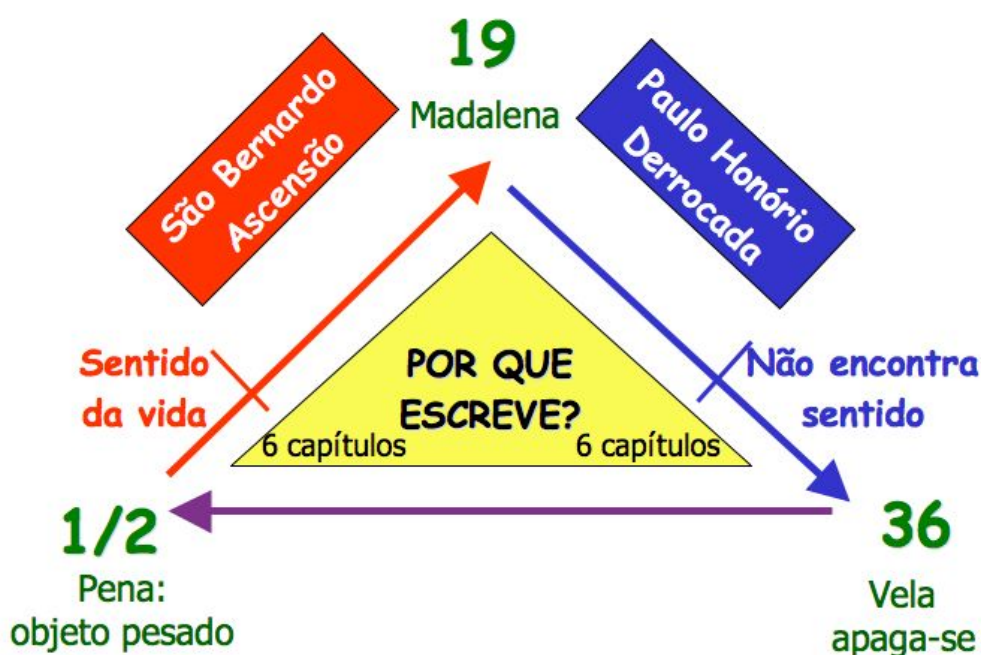 19
Madalena
São Bernardo
Ascensão
Paulo Honório
Derrocada
Sentido
da vida
POR QUE
ESCREVE?
6 capítulos
6 capítulos
Não encontra
sentido
1/2
Pena:
objeto pesado
36
Vela
apaga-se